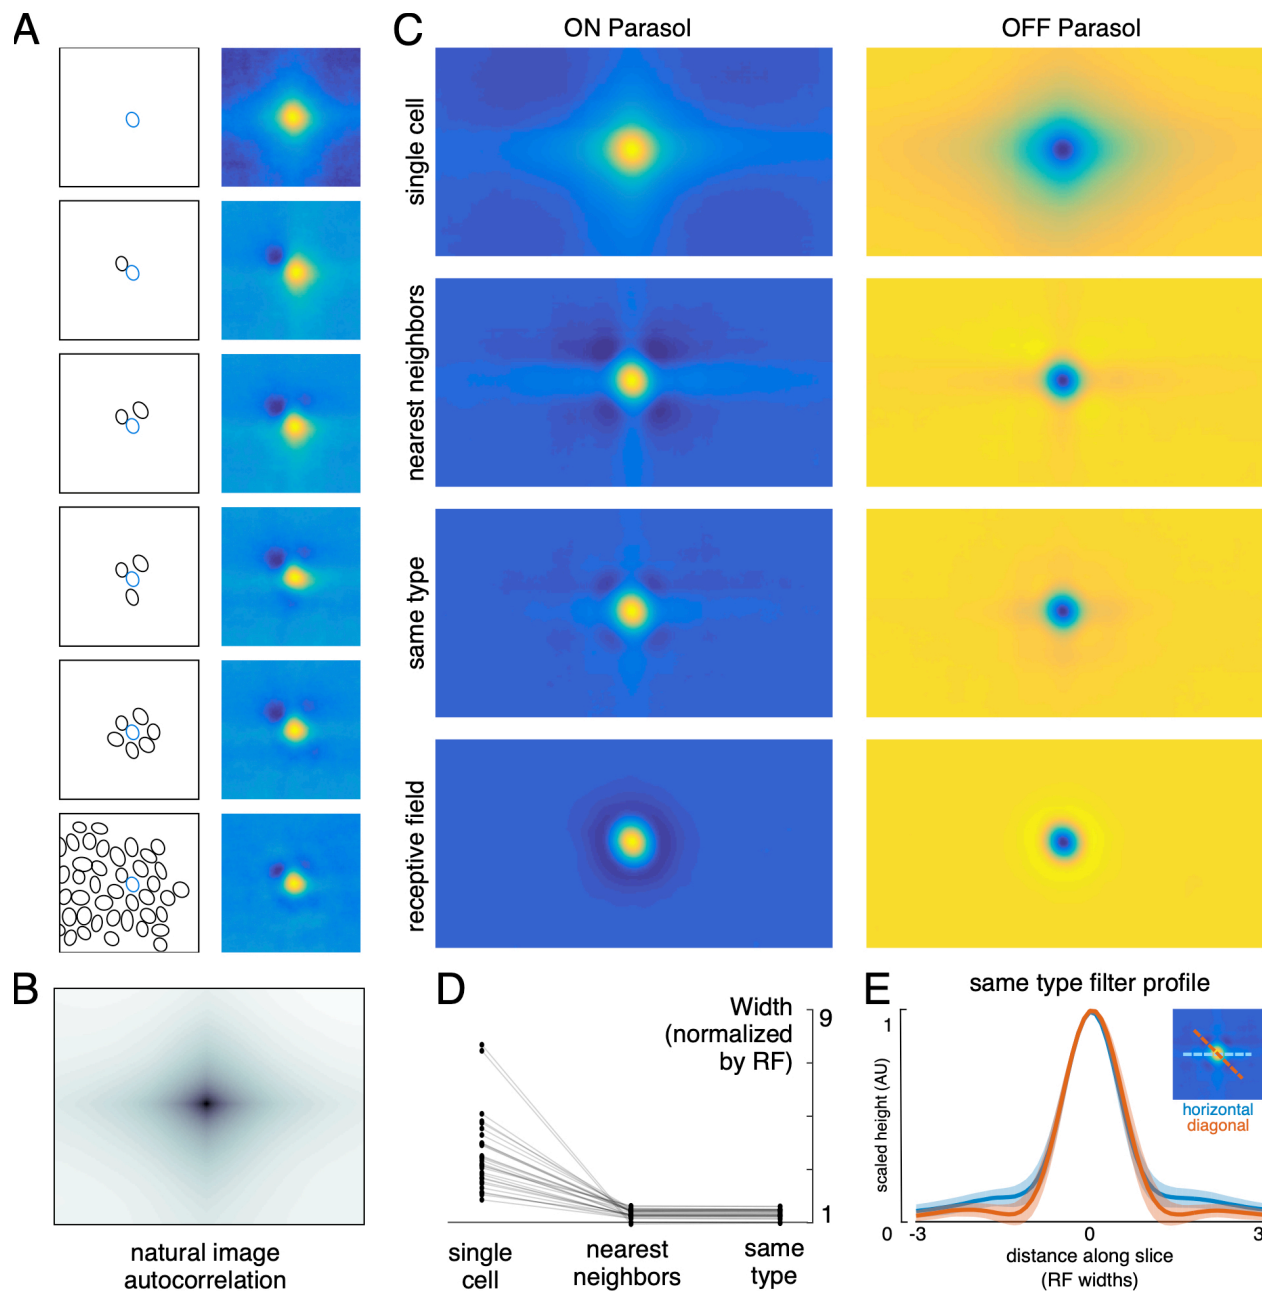 A
C
ON Parasol
OFF Parasol
single cell
nearest neighbors
same type
receptive field
B
natural image
autocorrelation
D
Width
(normalized
by RF)
9
1
single
cell
nearest
neighbors
same
type
E
same type filter profile
1
scaled height (AU)
horizontal
diagonal
0
-3
0
3
distance along slice
(RF widths)